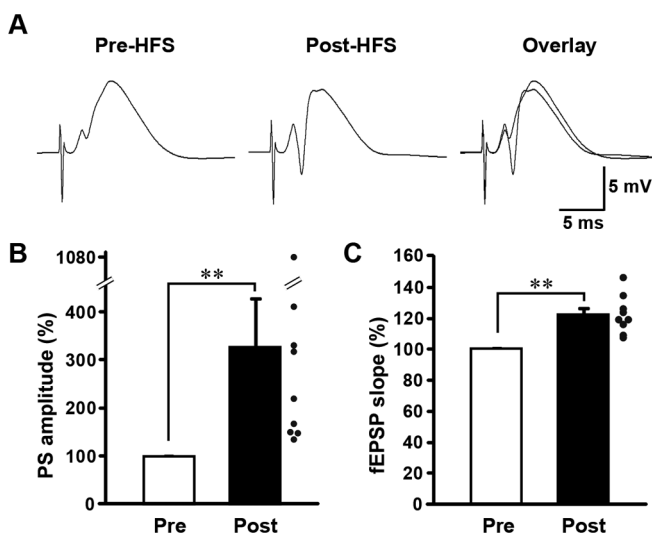 A
Pre-HFS Post-HFS Overlay
5 mV
5 ms
B
1080
400
300
200
100
0
PS amplitude (%)
**
Pre Post
C
160
140
120
100
80
60
40
20
0
fEPSP slope (%)
**
Pre Post